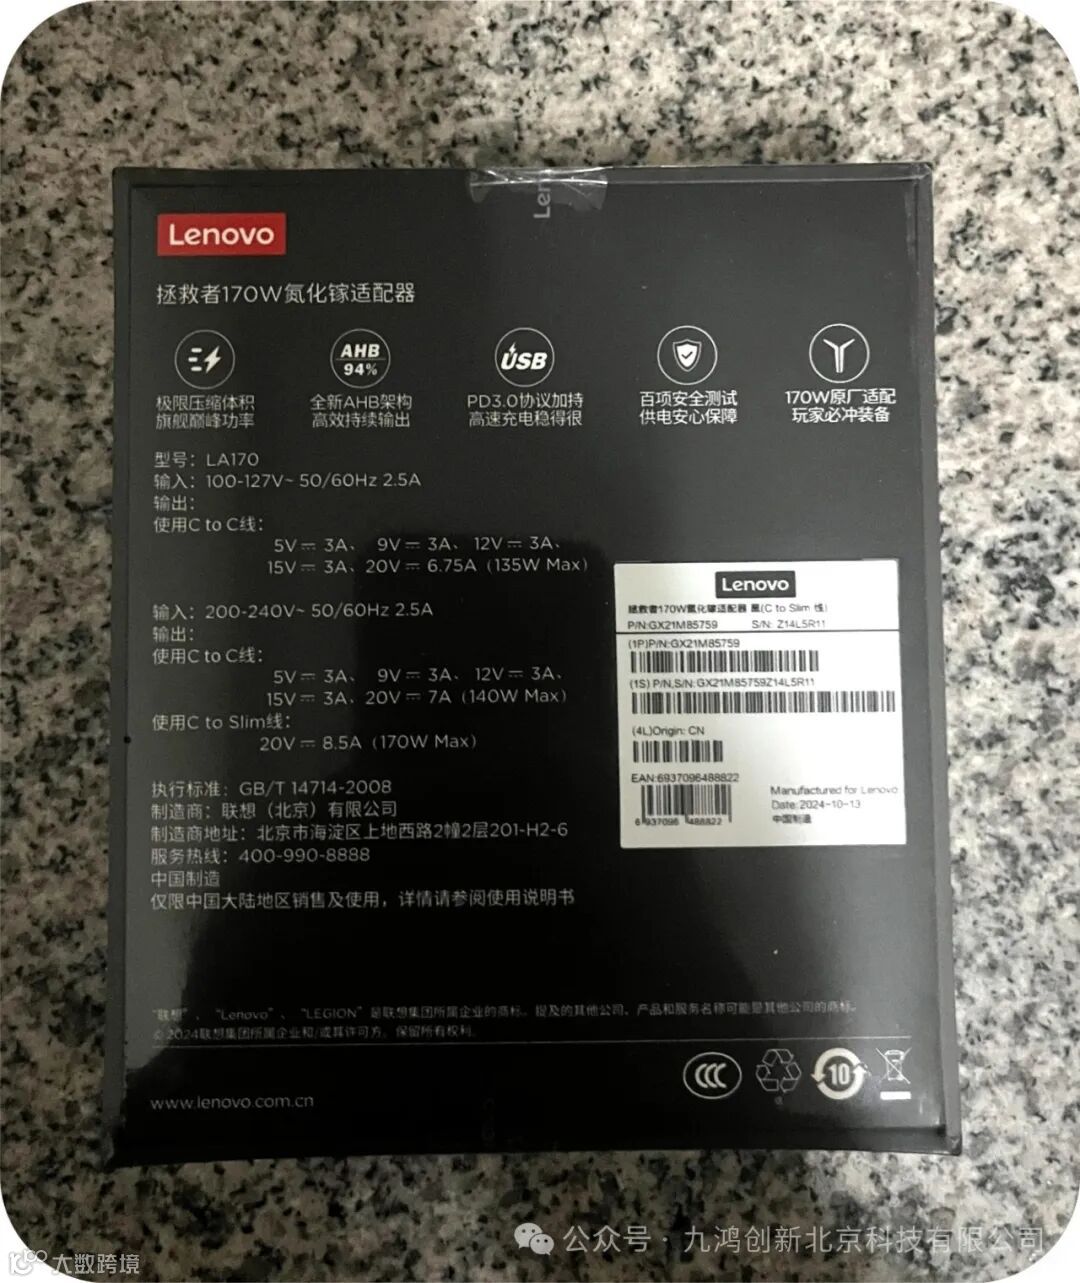 Len
Lenovo
拯救者170W氮化镓适配器
AHB
94%
USB
极限压缩体积
旗舰巅峰功率
全新AHB架构
高效持续输出
PD3.0协议加持
高速充电稳得很
百项安全测试
供电安心保障
170W原厂适配
玩家必冲装备
型号：LA170
输入：100-127V~ 50/60Hz 2.5A
输出：
使用C to C线：
5V⎓ 3A、 9V⎓ 3A、 12V⎓ 3A、
15V⎓ 3A、20V⎓ 6.75A（135W Max）
输入：200-240V~ 50/60Hz 2.5A
输出：
使用C to C线：
5V⎓ 3A、 9V⎓ 3A、 12V⎓ 3A、
15V⎓ 3A、20V⎓ 7A（140W Max）
使用C to Slim线：
20V⎓ 8.5A（170W Max）
执行标准：GB/T 14714-2008
制造商：联想（北京）有限公司
制造商地址：北京市海淀区上地西路2幢2层201-H2-6
服务热线：400-990-8888
中国制造
仅限中国大陆地区销售及使用，详情请参阅使用说明书
Lenovo
拯救者170W氮化镓适配器 黑(C to Slim 线)
P/N:GX21M85759 S/N: Z14L5R11
(1P)P/N:GX21M85759
(1S) P/N,S/N:GX21M85759Z14L5R11
(4L)Origin: CN
EAN:6937096488822
6 937096 488822
Manufactured for Lenovo
Date: 2024-10-13
中国制造
“联想”、“Lenovo”、“LEGION”是联想集团所属企业的商标。提及的其他公司、产品和服务名称可能是其他公司的商标。
© 2024联想集团所属企业和/或其许可方。保留所有权利。
CCC
10
www.lenovo.com.cn
公众号 · 九鸿创新北京科技有限公司
大数跨境